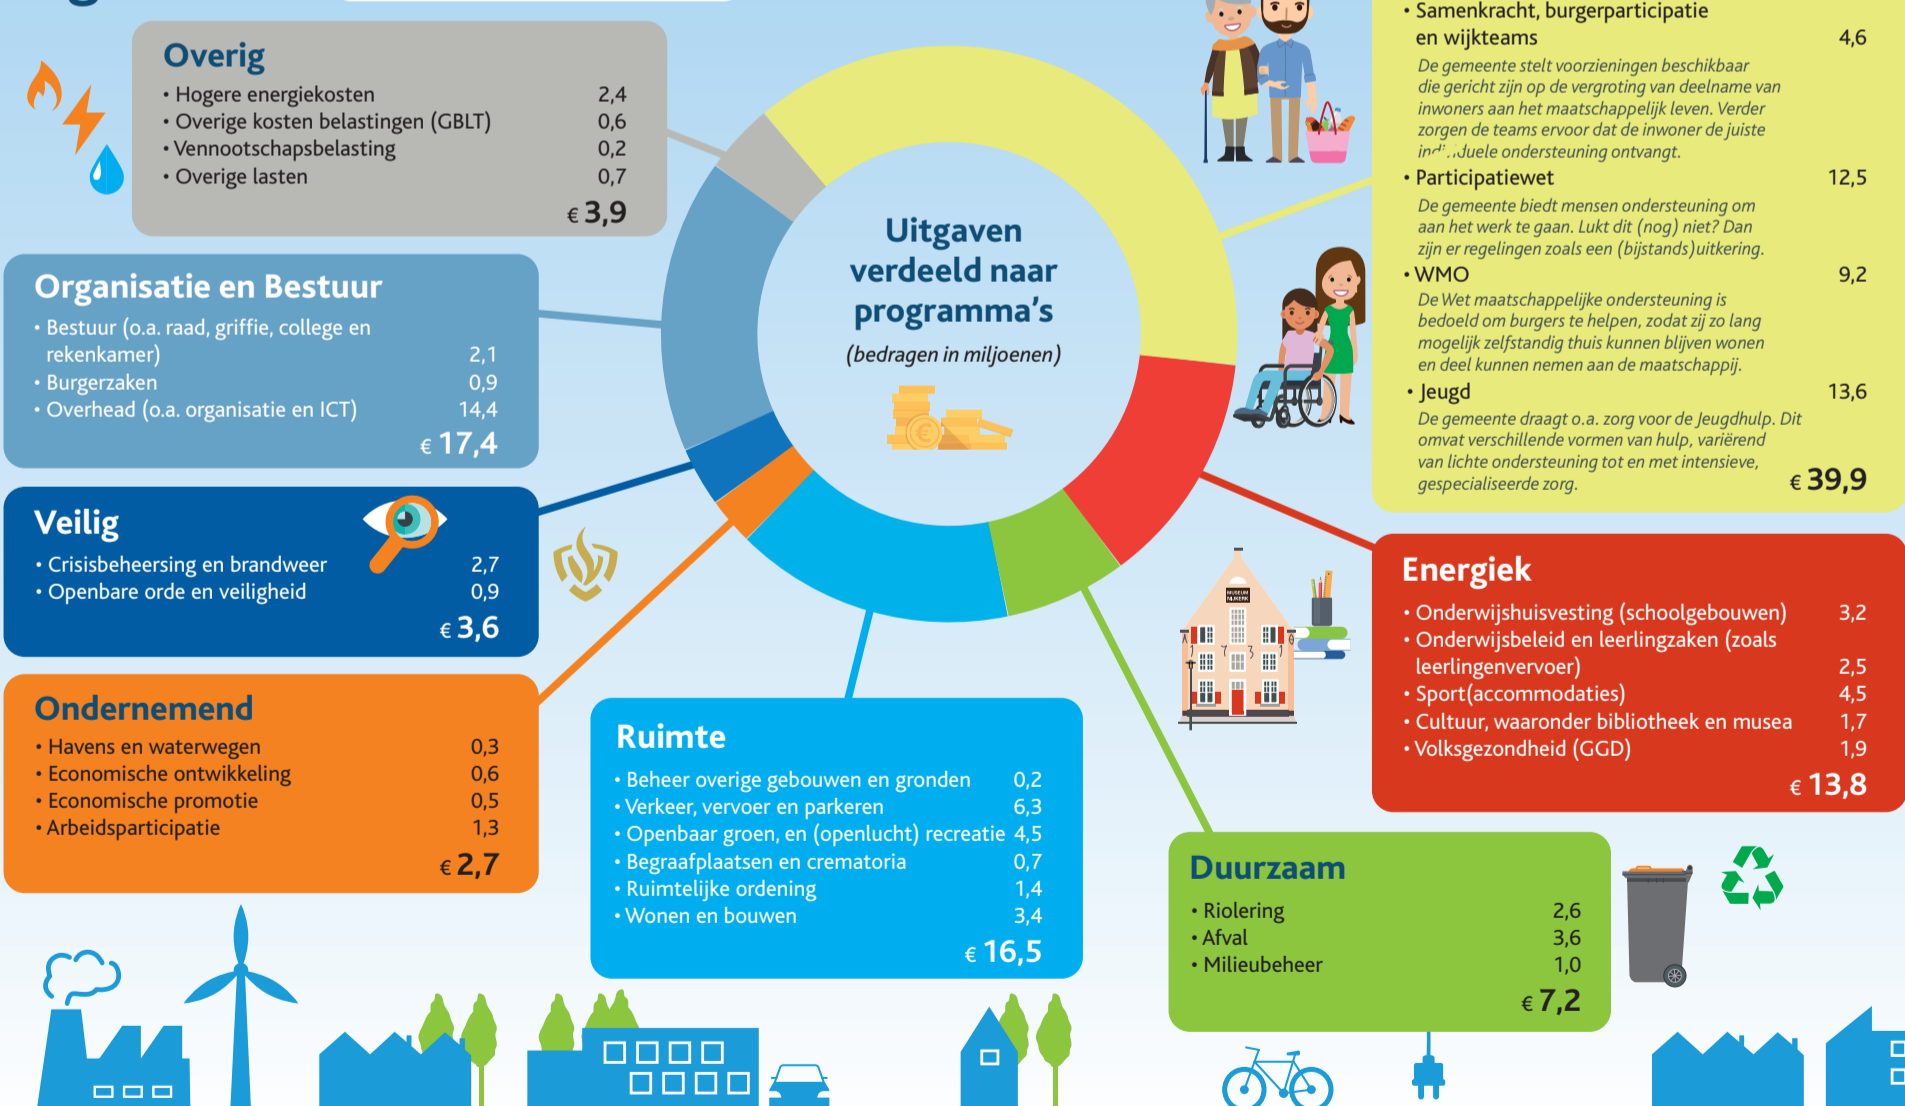 Overig
• Hogere energiekosten 2,4
• Overige kosten belastingen (GBLT) 0,6
• Vennootschapsbelasting 0,2
• Overige lasten 0,7
€ 3,9
Organisatie en Bestuur
• Bestuur (o.a. raad, griffie, college en
rekenkamer) 2,1
• Burgerzaken 0,9
• Overhead (o.a. organisatie en ICT) 14,4
€ 17,4
Veilig
• Crisisbeheersing en brandweer 2,7
• Openbare orde en veiligheid 0,9
€ 3,6
Ondernemend
• Havens en waterwegen 0,3
• Economische ontwikkeling 0,6
• Economische promotie 0,5
• Arbeidsparticipatie 1,3
€ 2,7
Uitgaven
verdeeld naar
programma's
(bedragen in miljoenen)
Ruimte
• Beheer overige gebouwen en gronden 0,2
• Verkeer, vervoer en parkeren 6,3
• Openbaar groen, en (openlucht) recreatie 4,5
• Begraafplaatsen en crematoria 0,7
• Ruimtelijke ordening 1,4
• Wonen en bouwen 3,4
€ 16,5
• Samenkracht, burgerparticipatie
en wijkteams 4,6
De gemeente stelt voorzieningen beschikbaar
die gericht zijn op de vergroting van deelname van
inwoners aan het maatschappelijk leven. Verder
zorgen de teams ervoor dat de inwoner de juiste
ondersteuning ontvangt.
• Participatiewet 12,5
De gemeente biedt mensen ondersteuning om
aan het werk te gaan. Lukt dit (nog) niet? Dan
zijn er regelingen zoals een (bijstands)uitkering.
• WMO 9,2
De Wet maatschappelijke ondersteuning is
bedoeld om burgers te helpen, zodat zij zo lang
mogelijk zelfstandig thuis kunnen blijven wonen
en deel kunnen nemen aan de maatschappij.
• Jeugd 13,6
De gemeente draagt o.a. zorg voor de Jeugdhulp. Dit
omvat verschillende vormen van hulp, variërend
van lichte ondersteuning tot en met intensieve,
gespecialiseerde zorg.
€ 39,9
MUSEUM
NIJKERK
1 7 3 1
Energiek
• Onderwijshuisvesting (schoolgebouwen) 3,2
• Onderwijsbeleid en leerlingzaken (zoals
leerlingenvervoer) 2,5
• Sport(accommodaties) 4,5
• Cultuur, waaronder bibliotheek en musea 1,7
• Volksgezondheid (GGD) 1,9
€ 13,8
Duurzaam
• Riolering 2,6
• Afval 3,6
• Milieubeheer 1,0
€ 7,2